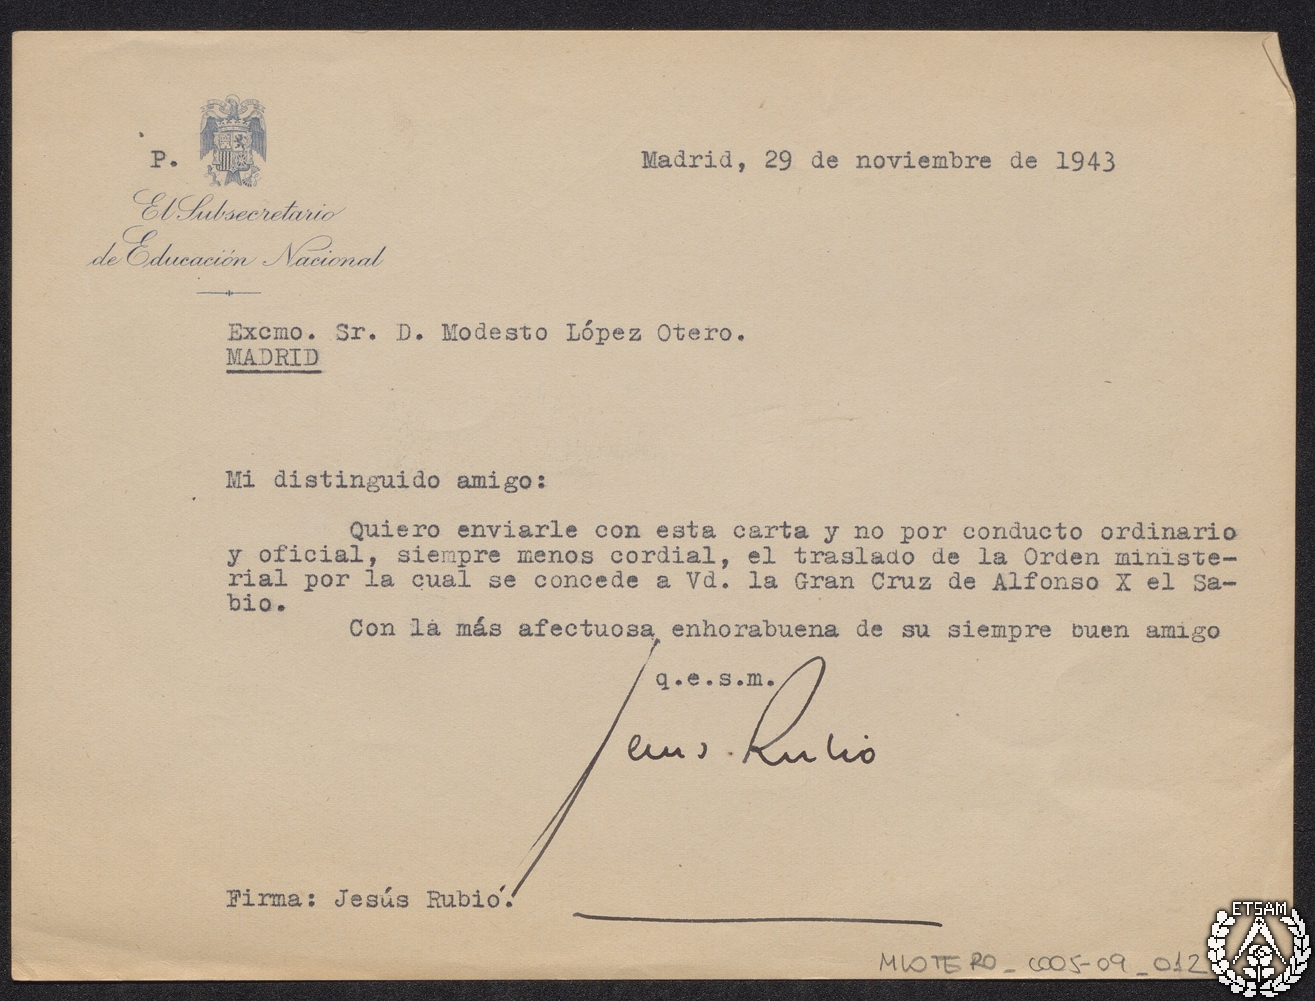 P.
Madrid, 29 de noviembre de 1943
El Subsecretario
de Educación Nacional
Excmo. Sr. D. Modesto López Otero.
MADRID
Mi distinguido amigo:
Quiero enviarle con esta carta y no por conducto ordinario
y oficial, siempre menos cordial, el traslado de la Orden ministe-
rial por la cual se concede a Vd. la Gran Cruz de Alfonso X el Sa-
bio.
Con la más afectuosa enhorabuena de su siempre buen amigo
q.e.s.m.
Jesus Rubio
Firma: Jesús Rubio.
MLOTERO_C005-09_012
ETSAM